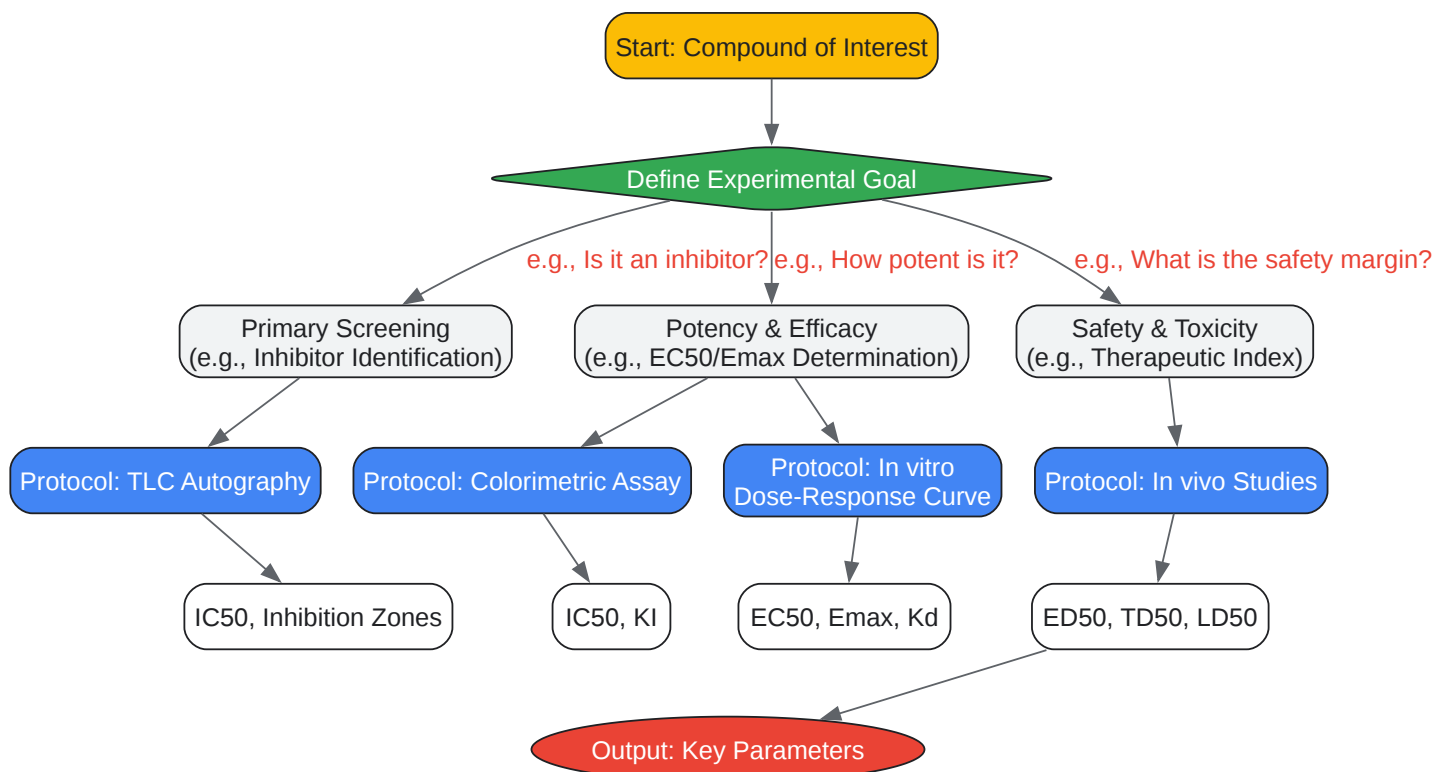 Start: Compound of Interest
Define Experimental Goal
e.g., Is it an inhibitor?
e.g., How potent is it?
e.g., What is the safety margin?
Primary Screening
(e.g., Inhibitor Identification)
Potency & Efficacy
(e.g., EC50/Emax Determination)
Safety & Toxicity
(e.g., Therapeutic Index)
Protocol: TLC Autography
Protocol: Colorimetric Assay
Protocol: In vitro
Dose-Response Curve
Protocol: In vivo Studies
IC50, Inhibition Zones
IC50, KI
EC50, Emax, Kd
ED50, TD50, LD50
Output: Key Parameters